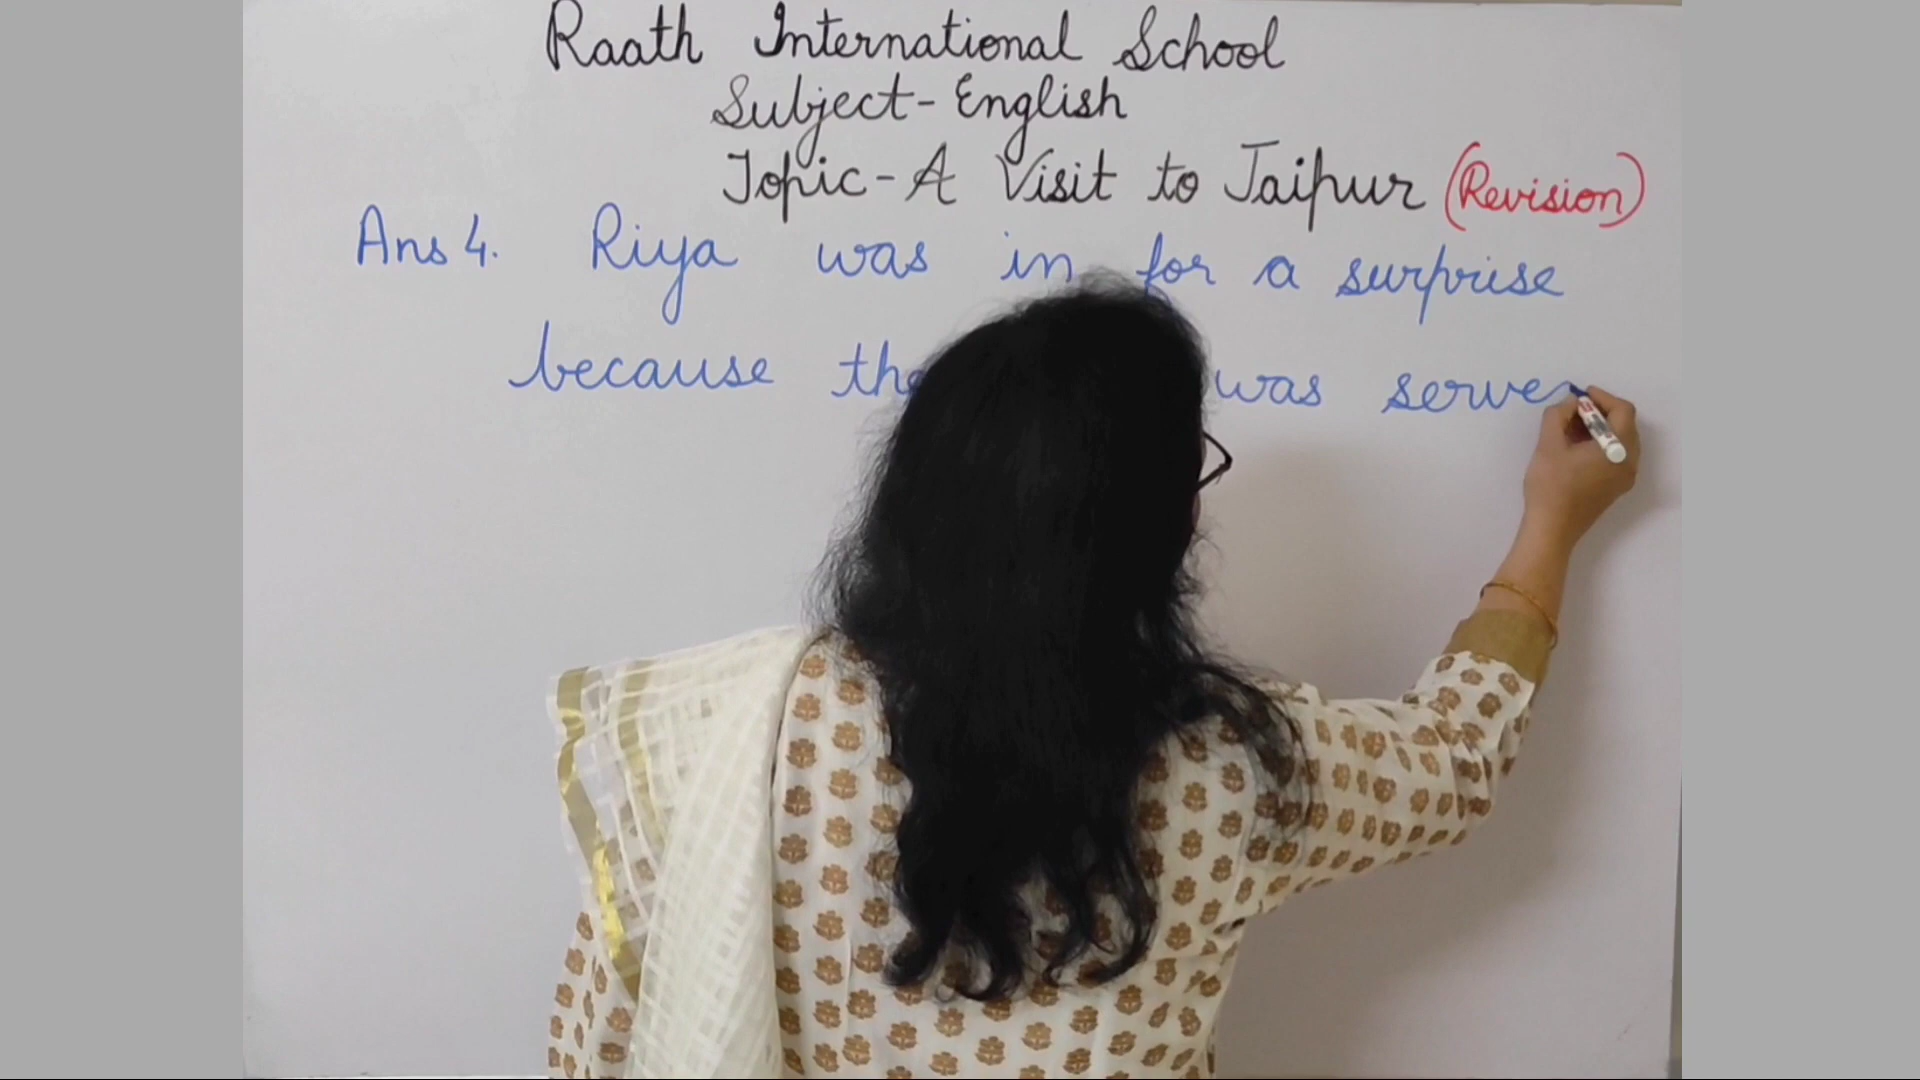 Raath International School
Subject- English
Topic- A Visit to Jaipur (Revision)
Ans 4. Riya was in for a surprise
because was serve